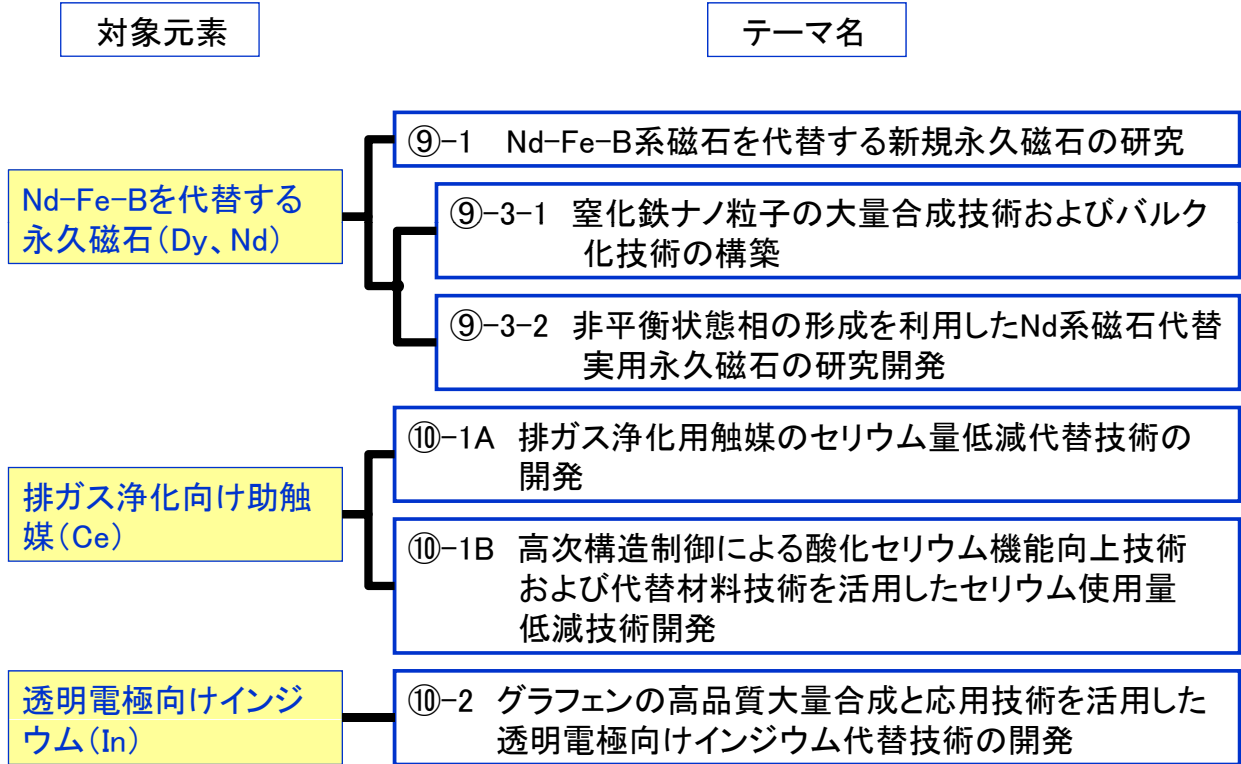 対象元素
テーマ名
Nd-Fe-Bを代替する
永久磁石(Dy、Nd)
⑨-1 Nd-Fe-B系磁石を代替する新規永久磁石の研究
⑨-3-1 窒化鉄ナノ粒子の大量合成技術およびバルク
化技術の構築
⑨-3-2 非平衡状態相の形成を利用したNd系磁石代替
実用永久磁石の研究開発
排ガス浄化向け助触
媒(Ce)
⑩-1A 排ガス浄化用触媒のセリウム量低減代替技術の
開発
⑩-1B 高次構造制御による酸化セリウム機能向上技術
および代替材料技術を活用したセリウム使用量
低減技術開発
透明電極向けインジ
ウム(In)
⑩-2 グラフェンの高品質大量合成と応用技術を活用した
透明電極向けインジウム代替技術の開発